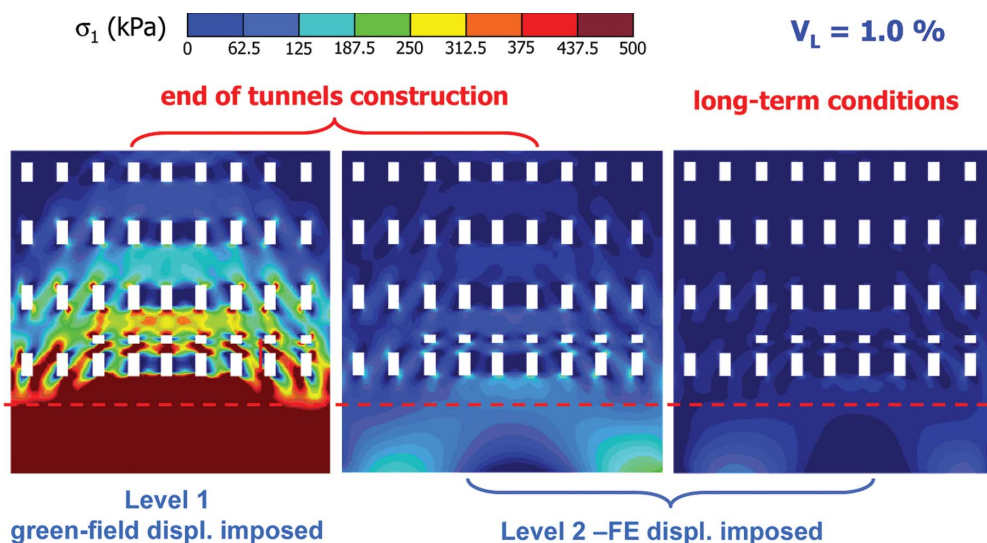 σ₁ (kPa)
0 62.5 125 187.5 250 312.5 375 437.5 500
V_L = 1.0 %
end of tunnels construction
long-term conditions
Level 1
green-field displ. imposed
Level 2 –FE displ. imposed